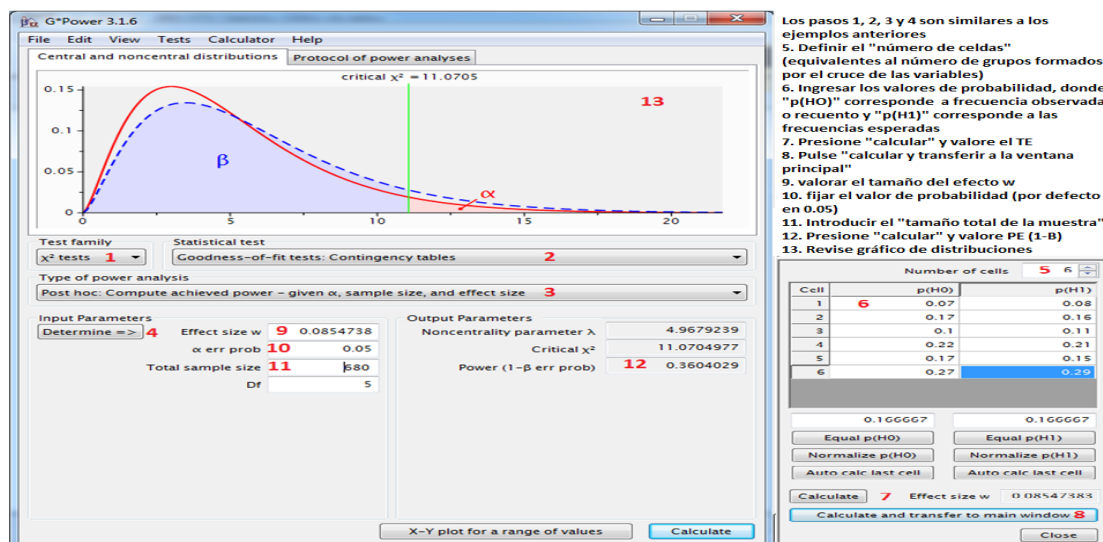 G*Power 3.1.6
File Edit View Tests Calculator Help
Central and noncentral distributions Protocol of power analyses
critical χ² = 11.0705
13
0.15
0.1
0.05
0
β
α
0 5 10 15 20
Test family
Statistical test
χ² tests 1
Goodness-of-fit tests: Contingency tables 2
Type of power analysis
Post hoc: Compute achieved power – given α, sample size, and effect size 3
Input Parameters
Output Parameters
Determine => 4 Effect size w 9 0.0854738
α err prob 10 0.05
Total sample size 11 680
Df 5
Noncentrality parameter λ 4.9679239
Critical χ² 11.0704977
Power (1-β err prob) 12 0.3604029
X-Y plot for a range of values
Calculate
Los pasos 1, 2, 3 y 4 son similares a los
ejemplos anteriores
5. Definir el "número de celdas"
(equivalentes al número de grupos formados
por el cruce de las variables)
6. Ingresar los valores de probabilidad, donde
"p(HO)" corresponde a frecuencia observada
o recuento y "p(H1)" corresponde a las
frecuencias esperadas
7. Presione "calcular" y valore el TE
8. Pulse "calcular y transferir a la ventana
principal"
9. valorar el tamaño del efecto w
10. fijar el valor de probabilidad (por defecto
en 0.05)
11. Introducir el "tamaño total de la muestra"
12. Presione "calcular" y valore PE (1-B)
13. Revise gráfico de distribuciones
Number of cells 5 6
Cell p(H0) p(H1)
1 6 0.07 0.08
2 0.17 0.16
3 0.1 0.11
4 0.22 0.21
5 0.17 0.15
6 0.27 0.29
0.166667 0.166667
Equal p(H0) Equal p(H1)
Normalize p(H0) Normalize p(H1)
Auto calc last cell Auto calc last cell
Calculate 7 Effect size w 0.08547383
Calculate and transfer to main window 8
Close